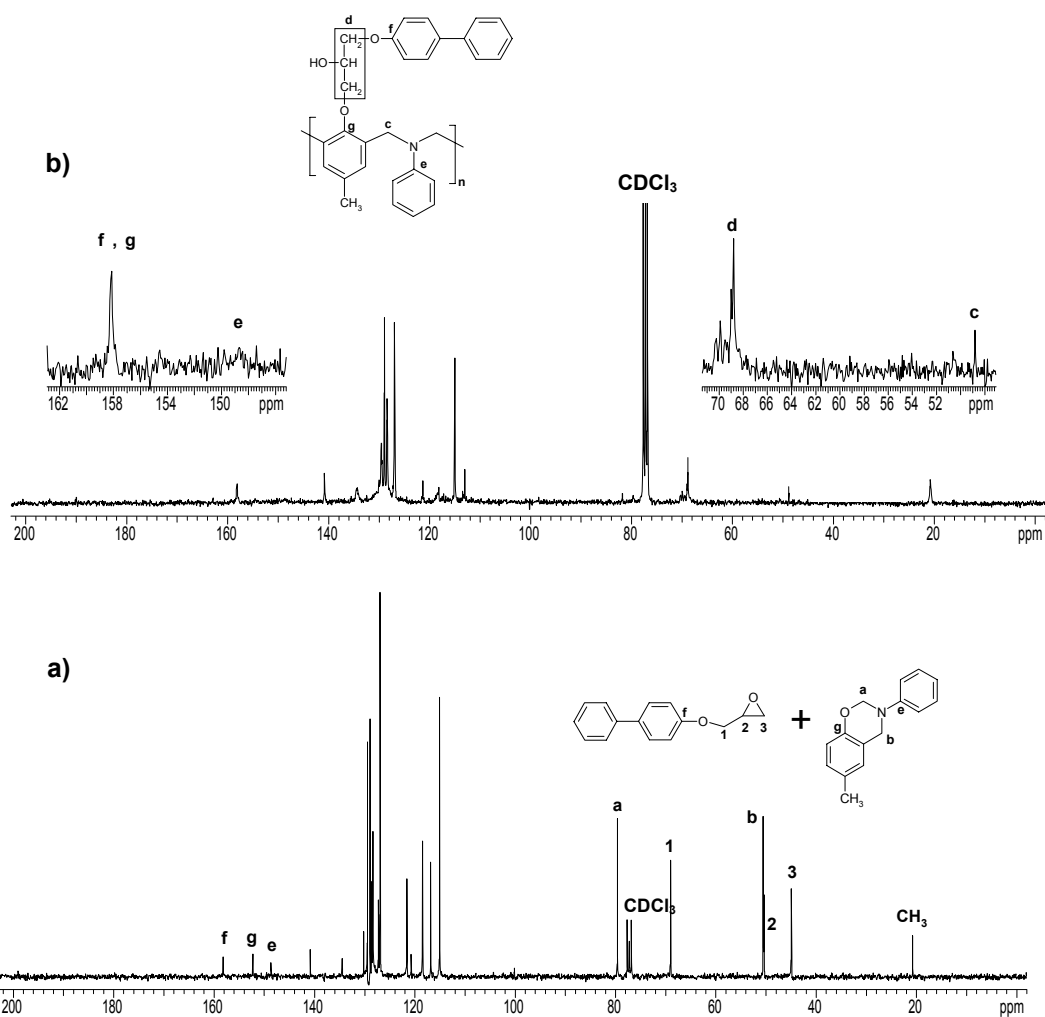 d
CH2
O
f
HO
CH
CH2
O
g
c
N
e
n
CH3
b)
CDCl3
f , g
e
162 158 154 150 ppm
d
c
70 68 66 64 62 60 58 56 54 52 ppm
200 180 160 140 120 100 80 60 40 20 ppm
a)
f
O
1
2
3
O
+
a
O
N
e
g
b
CH3
a
CDCl3
1
b
2
3
CH3
f
g
e
200 180 160 140 120 100 80 60 40 20 ppm